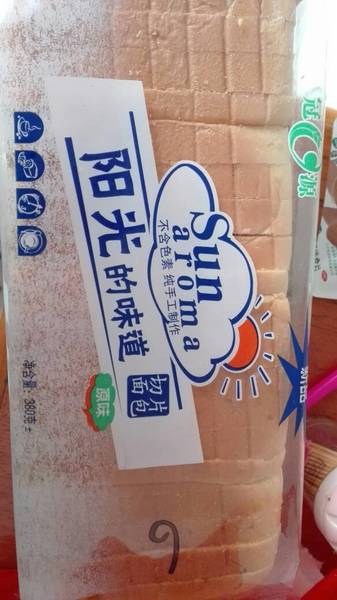 Sun
aroma
不含色素 纯手工制作
阳光的味道
切片
面包
原味
新品
净含量: 380克±